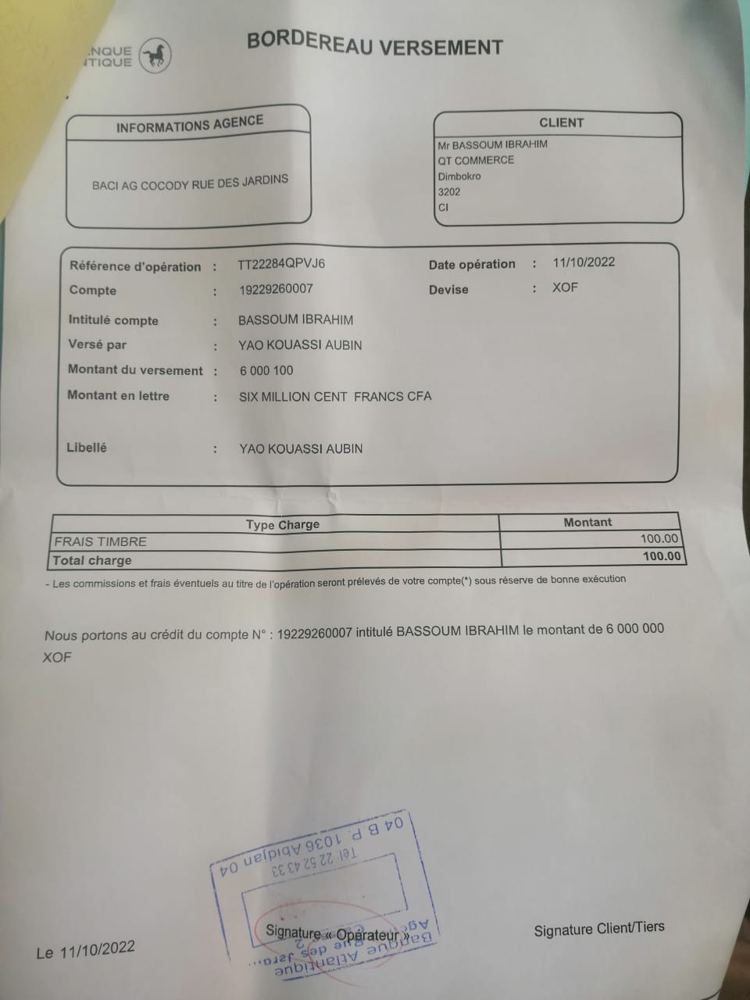 NQUE
TIQUE
BORDEREAU VERSEMENT
INFORMATIONS AGENCE
BACI AG COCODY RUE DES JARDINS
CLIENT
Mr BASSOUM IBRAHIM
QT COMMERCE
Dimbokro
3202
CI
Référence d'opération : TT22284QPVJ6 Date opération : 11/10/2022
Compte : 19229260007 Devise : XOF
Intitulé compte : BASSOUM IBRAHIM
Versé par : YAO KOUASSI AUBIN
Montant du versement : 6 000 100
Montant en lettre : SIX MILLION CENT FRANCS CFA
Libellé : YAO KOUASSI AUBIN
Type Charge Montant
FRAIS TIMBRE 100.00
Total charge 100.00
- Les commissions et frais éventuels au titre de l'opération seront prélevés de votre compte(*) sous réserve de bonne exécution
Nous portons au crédit du compte N° : 19229260007 intitulé BASSOUM IBRAHIM le montant de 6 000 000
XOF
Le 11/10/2022
Signature « Opérateur »
Signature Client/Tiers
Banque Atlantique
Rue des Jard...
2
Tél: 22 52 43 33
04 B.P. 1036 Abidjan 04